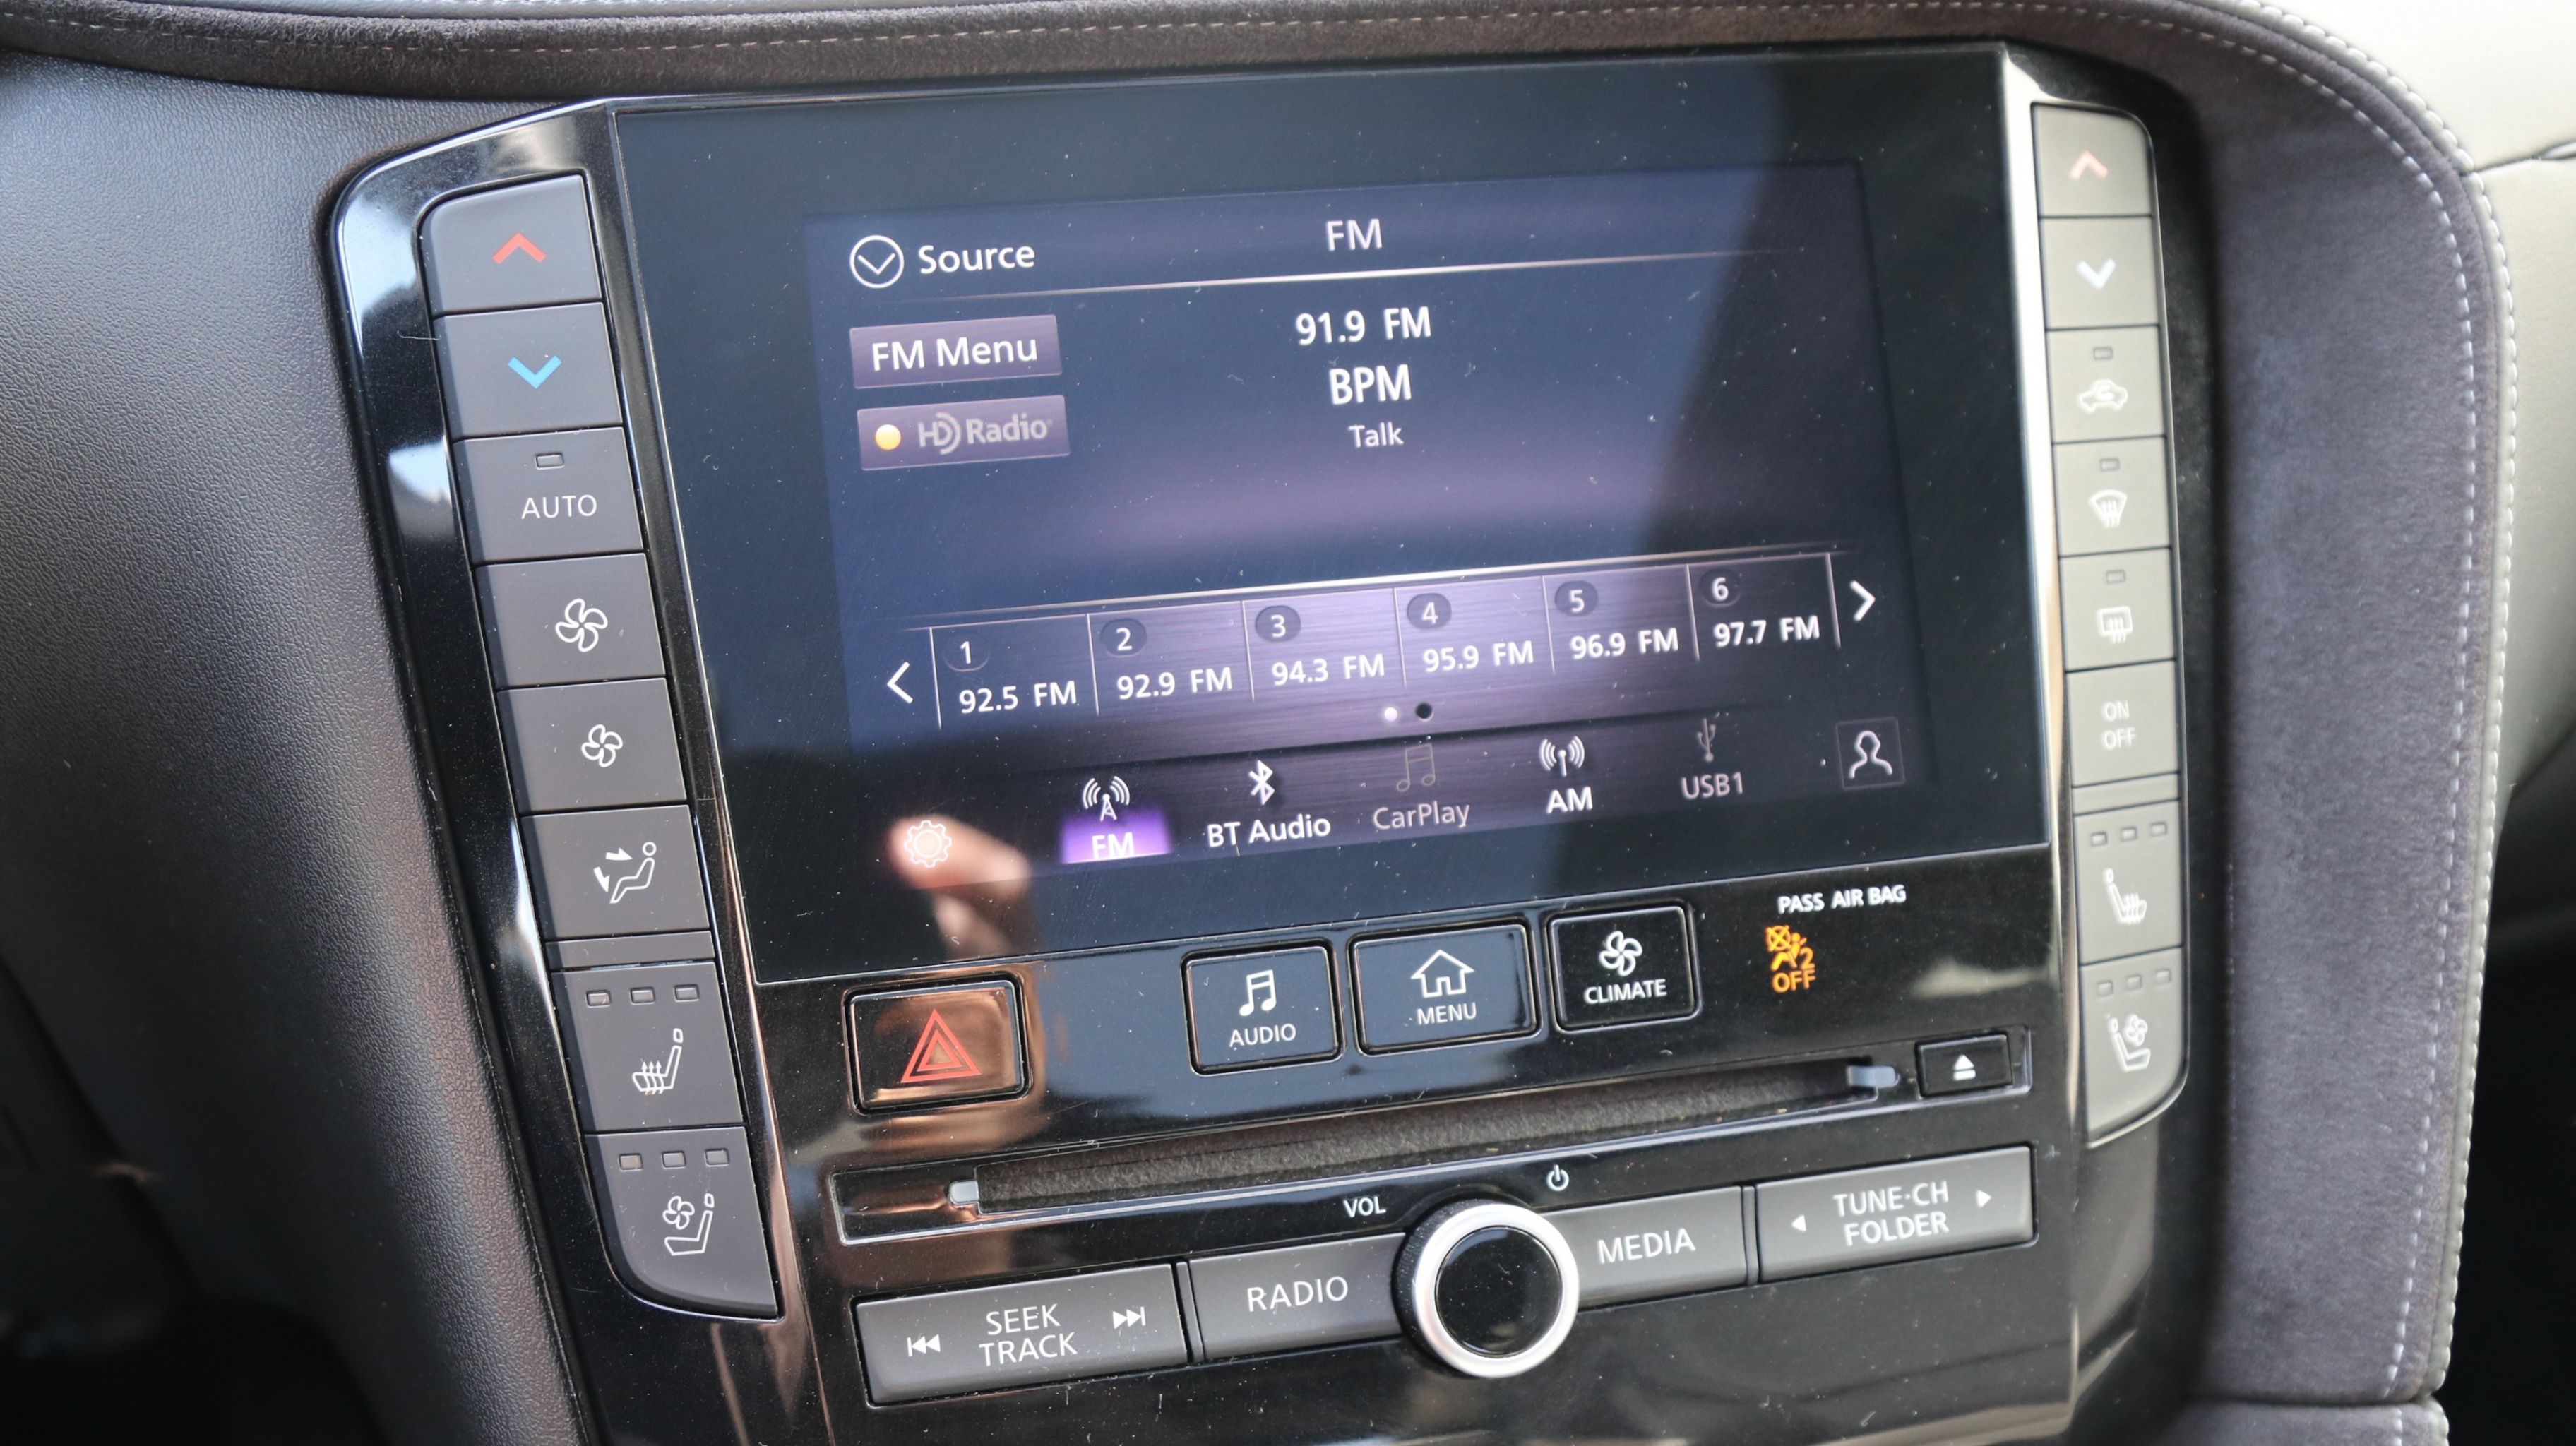 Source
FM
FM Menu
91.9 FM
BPM
HD Radio
Talk
1
2
3
4
5
6
92.5 FM
92.9 FM
94.3 FM
95.9 FM
96.9 FM
97.7 FM
FM
BT Audio
CarPlay
AM
USB1
AUTO
ON
OFF
PASS AIR BAG
2
OFF
AUDIO
MENU
CLIMATE
VOL
SEEK
TRACK
RADIO
MEDIA
TUNE·CH
FOLDER